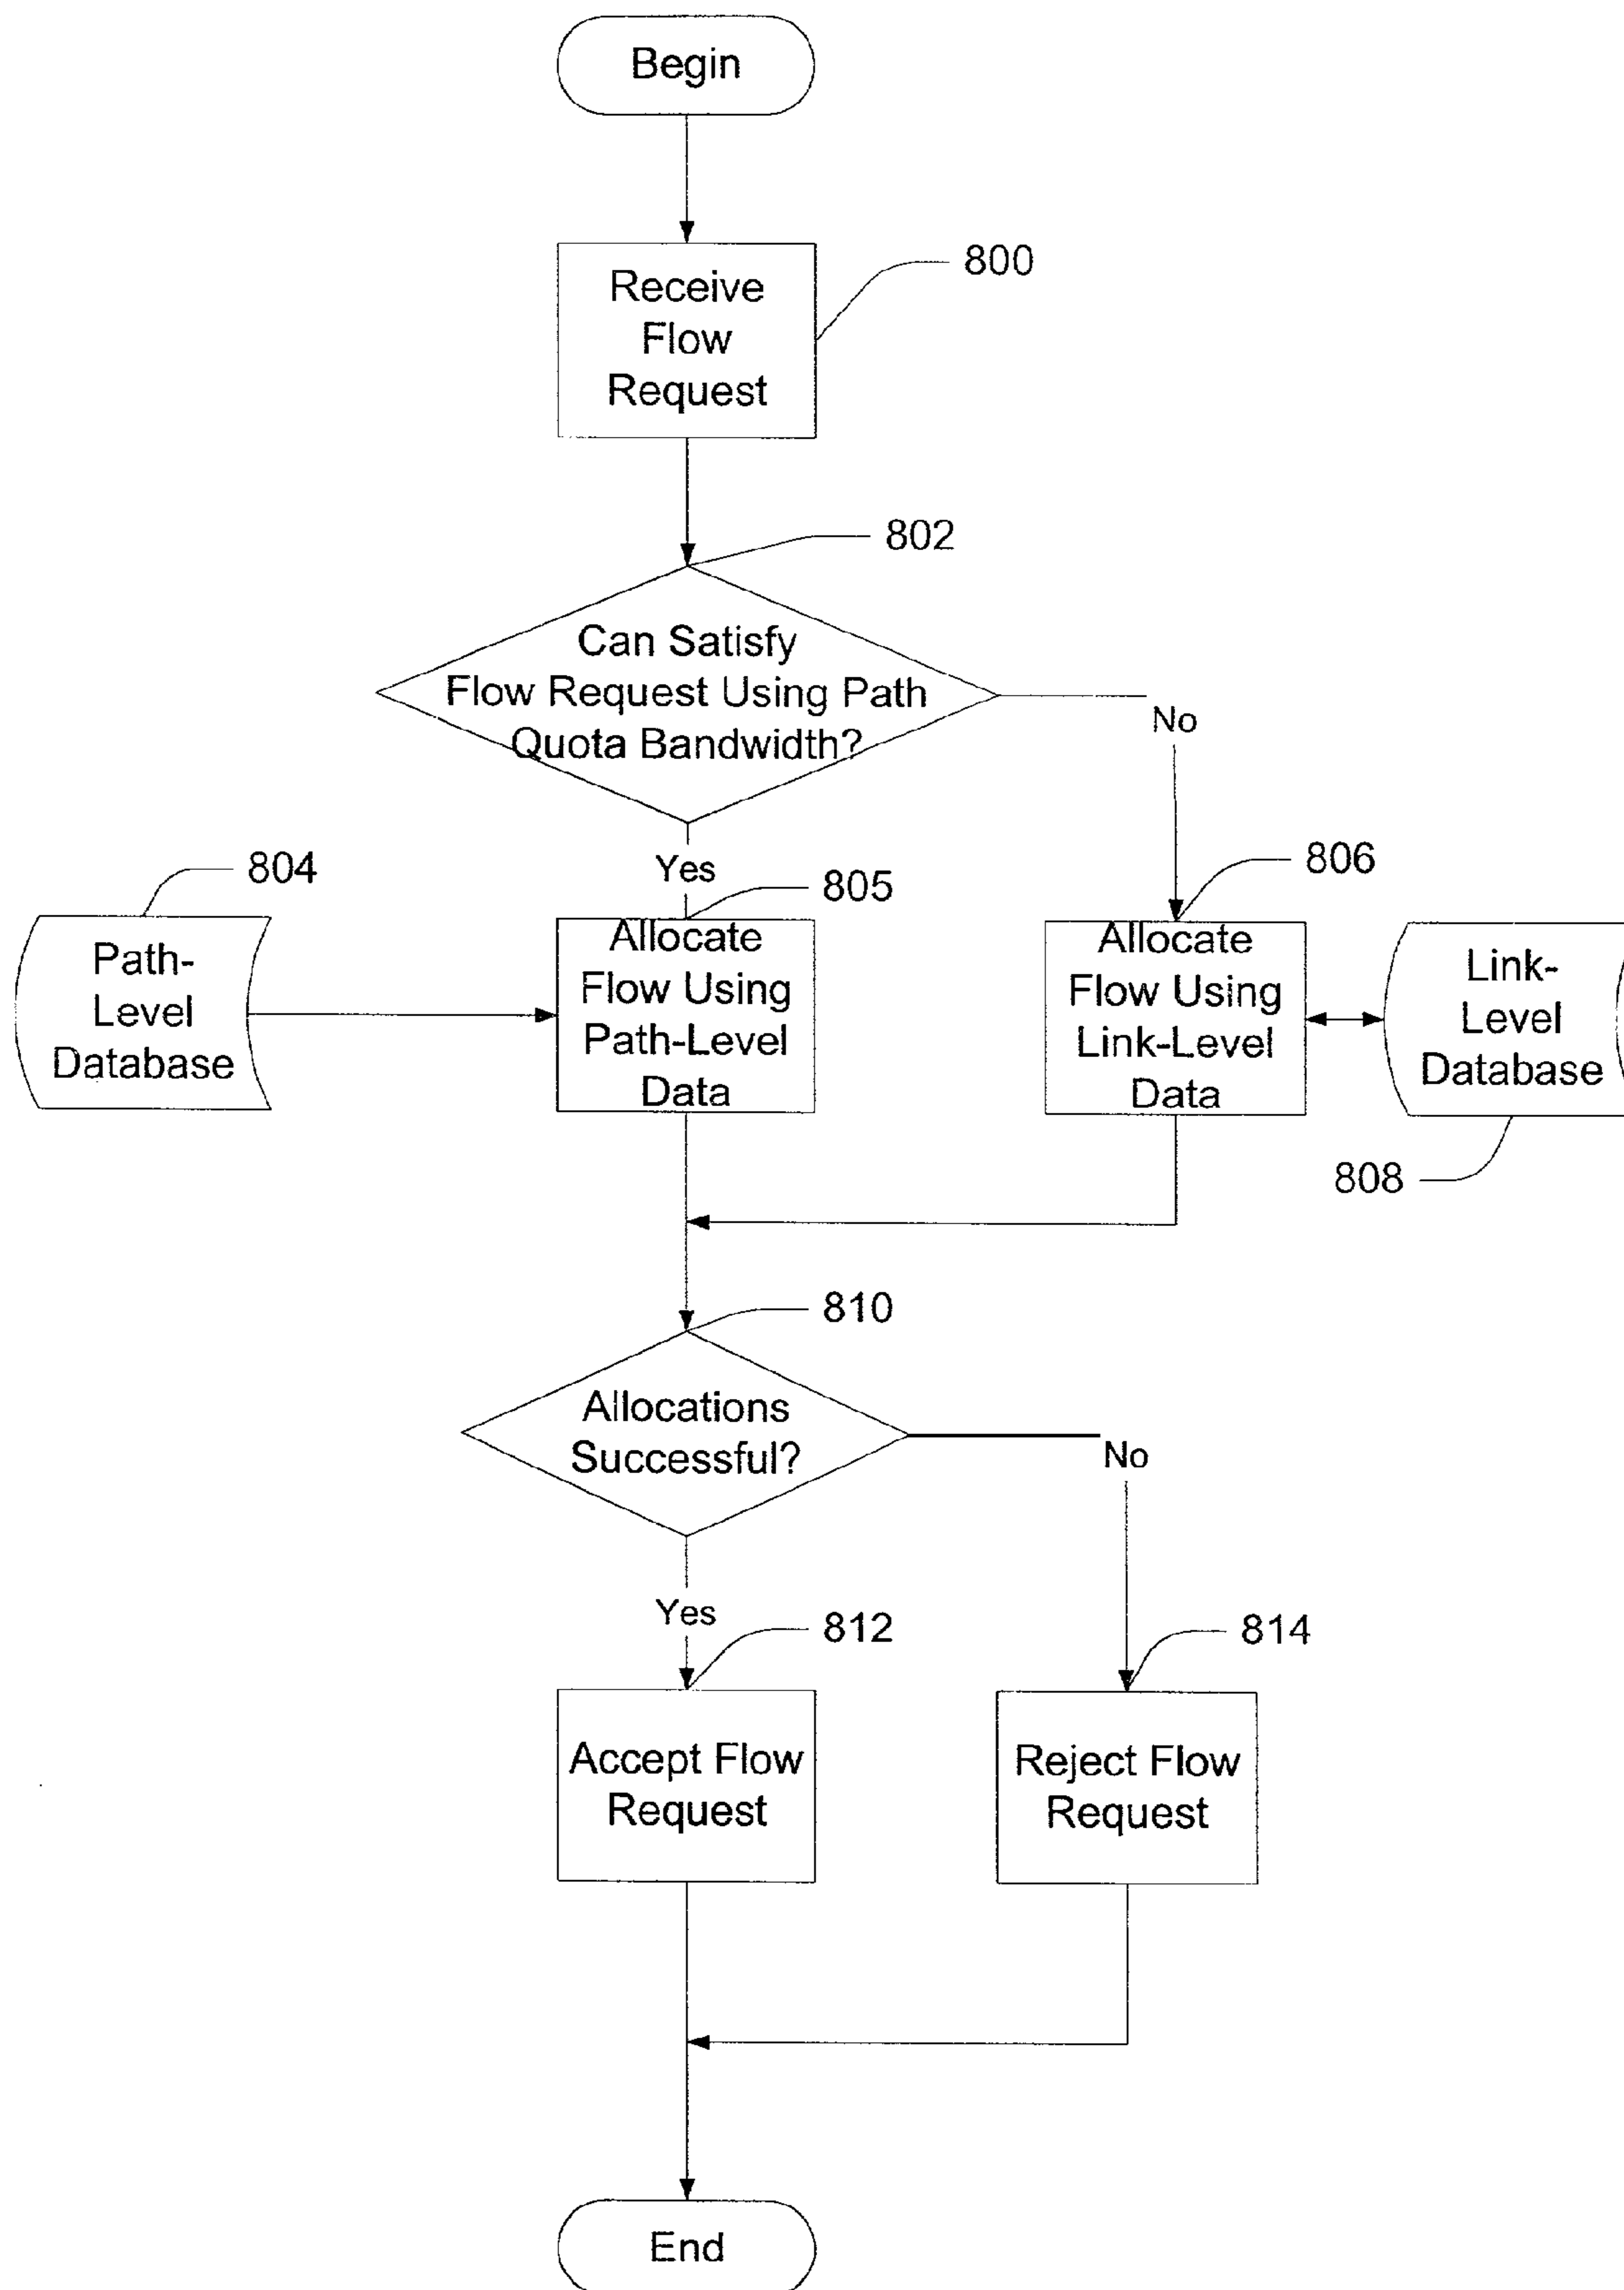 Begin
800
Receive
Flow
Request
802
Can Satisfy
Flow Request Using Path
Quota Bandwidth?
No
Yes
804
Path-
Level
Database
805
Allocate
Flow Using
Path-Level
Data
806
Allocate
Flow Using
Link-Level
Data
Link-
Level
Database
808
810
Allocations
Successful?
No
Yes
812
Accept Flow
Request
814
Reject Flow
Request
End